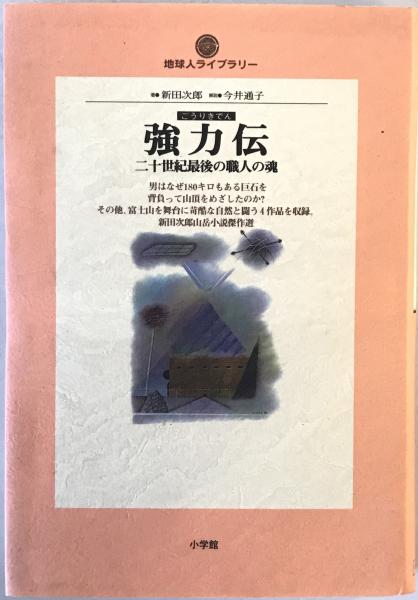 地球人ライブラリー
著● 新田次郎 解説● 今井通子
ごうりきでん
強力伝
二十世紀最後の職人の魂
男はなぜ180キロもある巨石を
背負って山頂をめざしたのか?
その他、富士山を舞台に苛酷な自然と闘う4作品を収録。
新田次郎山岳小説傑作選
小学館